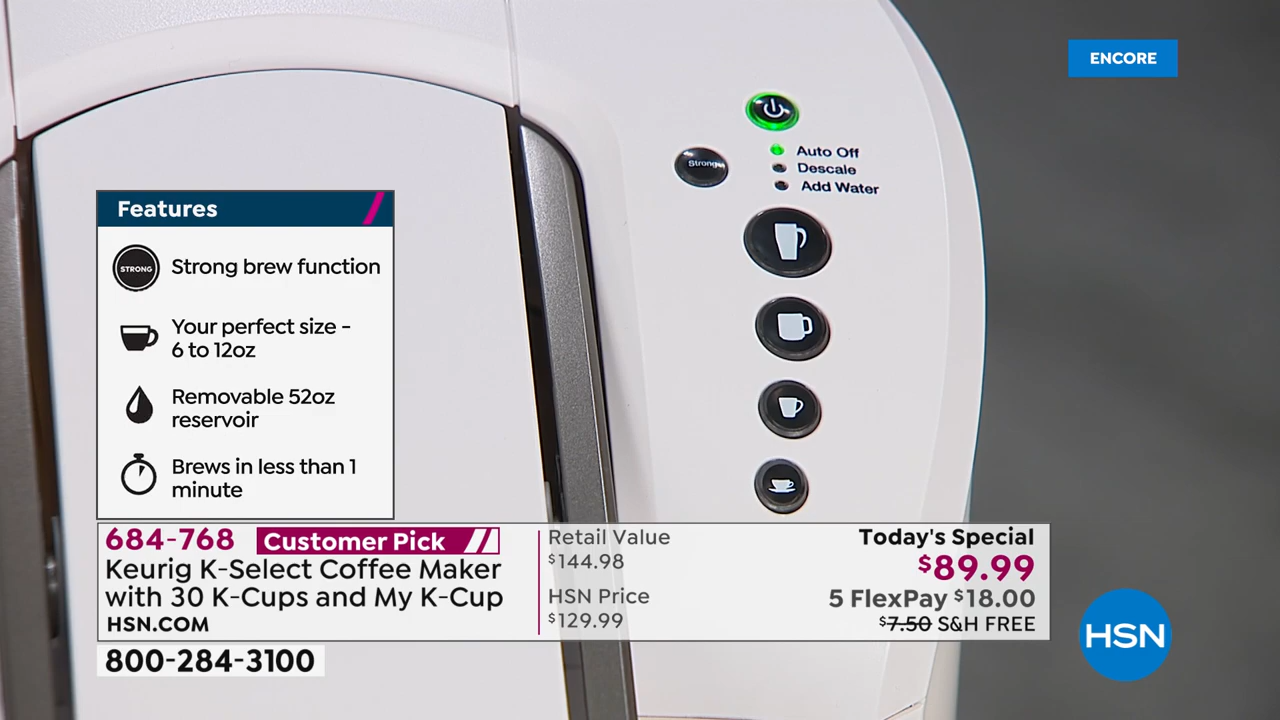 ENCORE
Strong
Auto Off
Descale
Add Water
Features
STRONG
Strong brew function
Your perfect size -
6 to 12oz
Removable 52oz
reservoir
Brews in less than 1
minute
684-768 Customer Pick
Keurig K-Select Coffee Maker
with 30 K-Cups and My K-Cup
HSN.COM
Retail Value
$144.98
HSN Price
$129.99
Today's Special
$89.99
5 FlexPay $18.00
$7.50 S&H FREE
800-284-3100
HSN